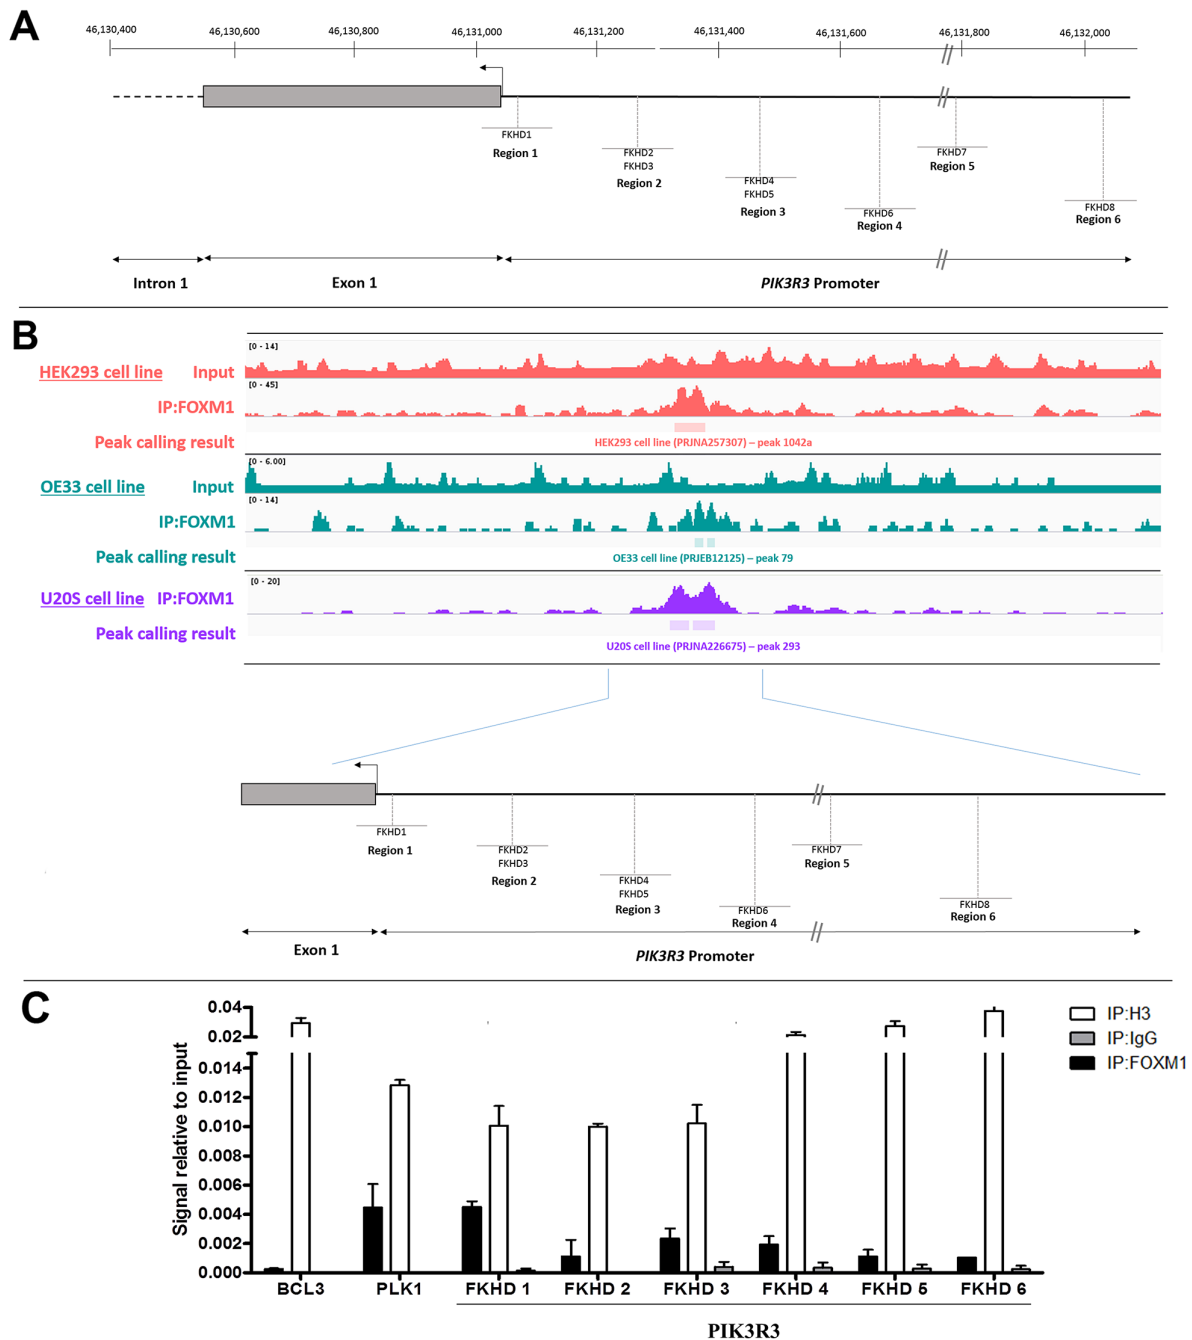 A
46,130,400 46,130,600 46,130,800 46,131,000 46,131,200 46,131,400 46,131,600 46,131,800 46,132,000
FKHD1
Region 1
FKHD2
FKHD3
Region 2
FKHD4
FKHD5
Region 3
FKHD6
Region 4
FKHD7
Region 5
FKHD8
Region 6
Intron 1 Exon 1 PIK3R3 Promoter
B
[0 - 14]
HEK293 cell line Input
[0 - 45]
IP:FOXM1
Peak calling result
HEK293 cell line (PRJNA257307) – peak 1042a
[0 - 6.00]
OE33 cell line Input
[0 - 14]
IP:FOXM1
Peak calling result
OE33 cell line (PRJEB12125) – peak 79
[0 - 20]
U20S cell line IP:FOXM1
Peak calling result
U20S cell line (PRJNA226675) – peak 293
FKHD1
Region 1
FKHD2
FKHD3
Region 2
FKHD4
FKHD5
Region 3
FKHD6
Region 4
FKHD7
Region 5
FKHD8
Region 6
Exon 1 PIK3R3 Promoter
C
Signal relative to input
0.04
0.02
0.014
0.012
0.010
0.008
0.006
0.004
0.002
0.000
IP:H3
IP:IgG
IP:FOXM1
BCL3 PLK1 FKHD 1 FKHD 2 FKHD 3 FKHD 4 FKHD 5 FKHD 6
PIK3R3